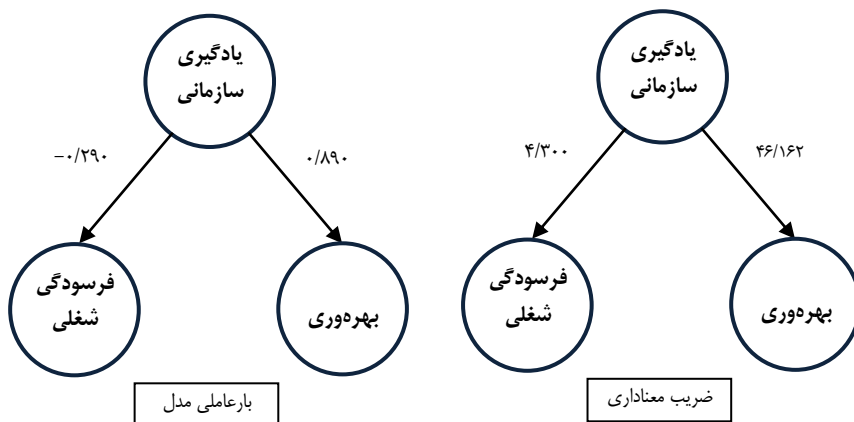 یادگیری
سازمانی
۴۶/۱۶۲
۴/۳۰۰
بهره‌وری
فرسودگی
شغلی
ضریب معناداری
یادگیری
سازمانی
۰/۸۹۰
−۰/۲۹۰
بهره‌وری
فرسودگی
شغلی
بارعاملی مدل